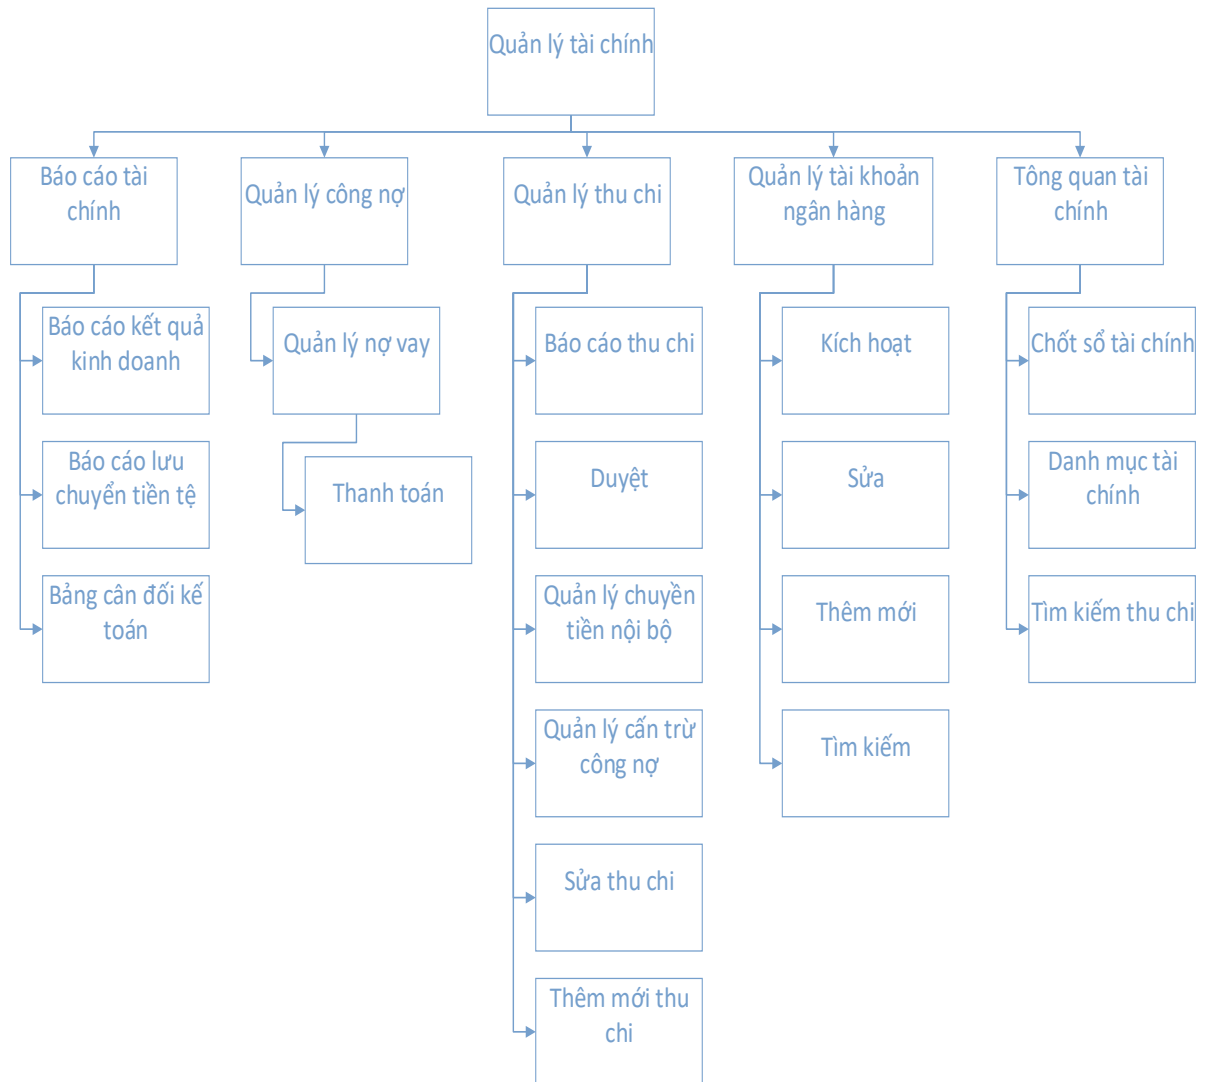 Quản lý tài chính
Báo cáo tài
chính
Quản lý công nợ
Quản lý thu chi
Quản lý tài khoản
ngân hàng
Tông quan tài
chính
Báo cáo kết quả
kinh doanh
Báo cáo lưu
chuyển tiền tệ
Bảng cân đối kế
toán
Quản lý nợ vay
Thanh toán
Báo cáo thu chi
Duyệt
Quản lý chuyền
tiền nội bộ
Quản lý cấn trừ
công nợ
Sửa thu chi
Thêm mới thu
chi
Kích hoạt
Sửa
Thêm mới
Tìm kiếm
Chốt sổ tài chính
Danh mục tài
chính
Tìm kiếm thu chi